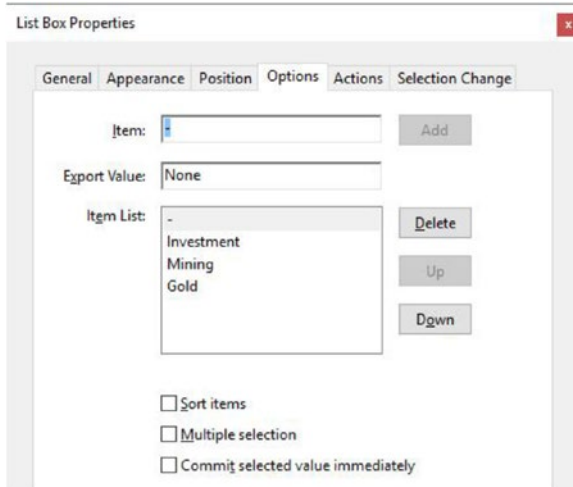 List Box Properties
x
General Appearance Position Options Actions Selection Change
Item: - Add
Export Value: None
Item List: - Delete
Investment
Mining Up
Gold
Down
Sort items
Multiple selection
Commit selected value immediately